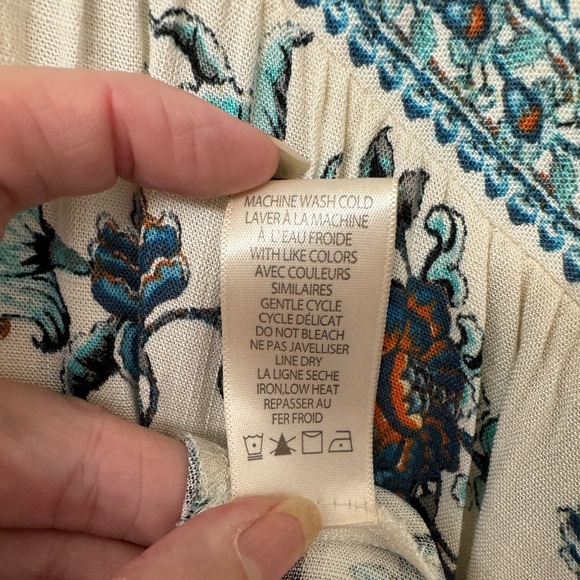 MACHINE WASH COLD
LAVER À LA MACHINE
À L'EAU FROIDE
WITH LIKE COLORS
AVEC COULEURS
SIMILAIRES
GENTLE CYCLE
CYCLE DÉLICAT
DO NOT BLEACH
NE PAS JAVELLISER
LINE DRY
LA LIGNE SECHE
IRON,LOW HEAT
REPASSER AU
FER FROID